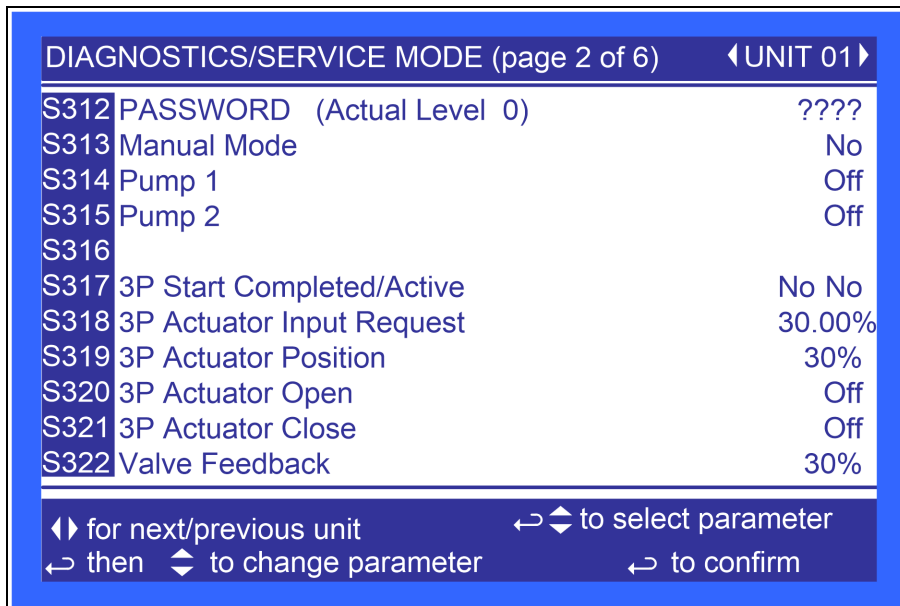 DIAGNOSTICS/SERVICE MODE (page 2 of 6) UNIT 01
S312 PASSWORD (Actual Level 0) ????
S313 Manual Mode No
S314 Pump 1 Off
S315 Pump 2 Off
S316
S317 3P Start Completed/Active No No
S318 3P Actuator Input Request 30.00%
S319 3P Actuator Position 30%
S320 3P Actuator Open Off
S321 3P Actuator Close Off
S322 Valve Feedback 30%
for next/previous unit to select parameter
then to change parameter to confirm